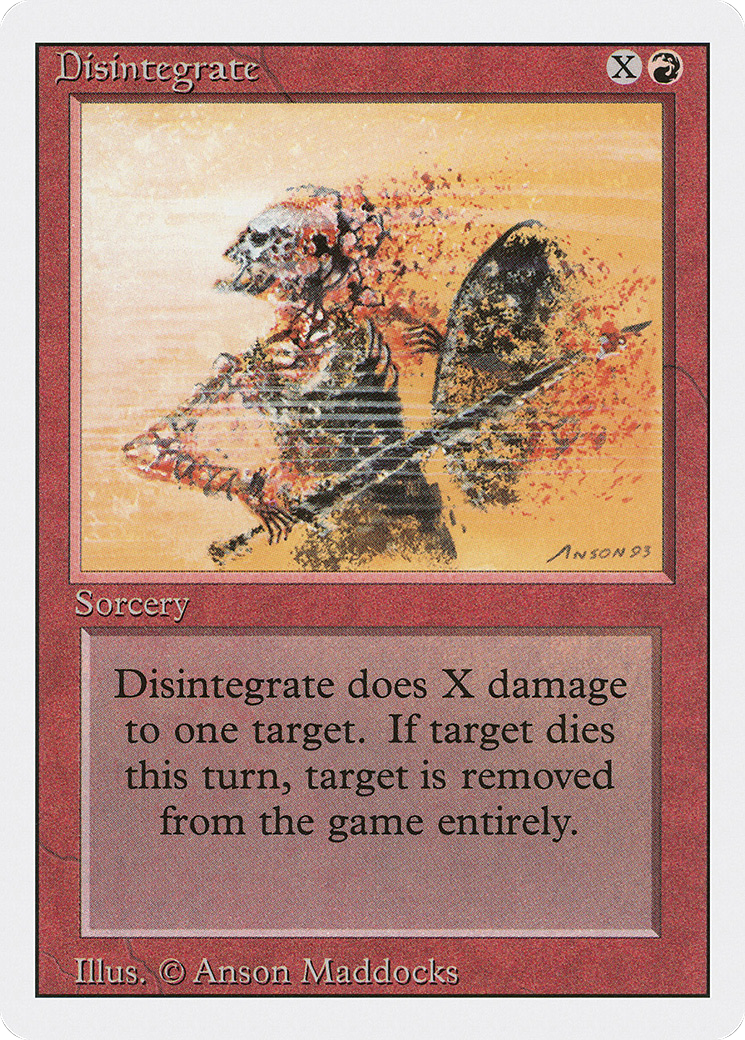 Disintegrate X
ANSON 93
Sorcery
Disintegrate does X damage
to one target. If target dies
this turn, target is removed
from the game entirely.
Illus. © Anson Maddocks